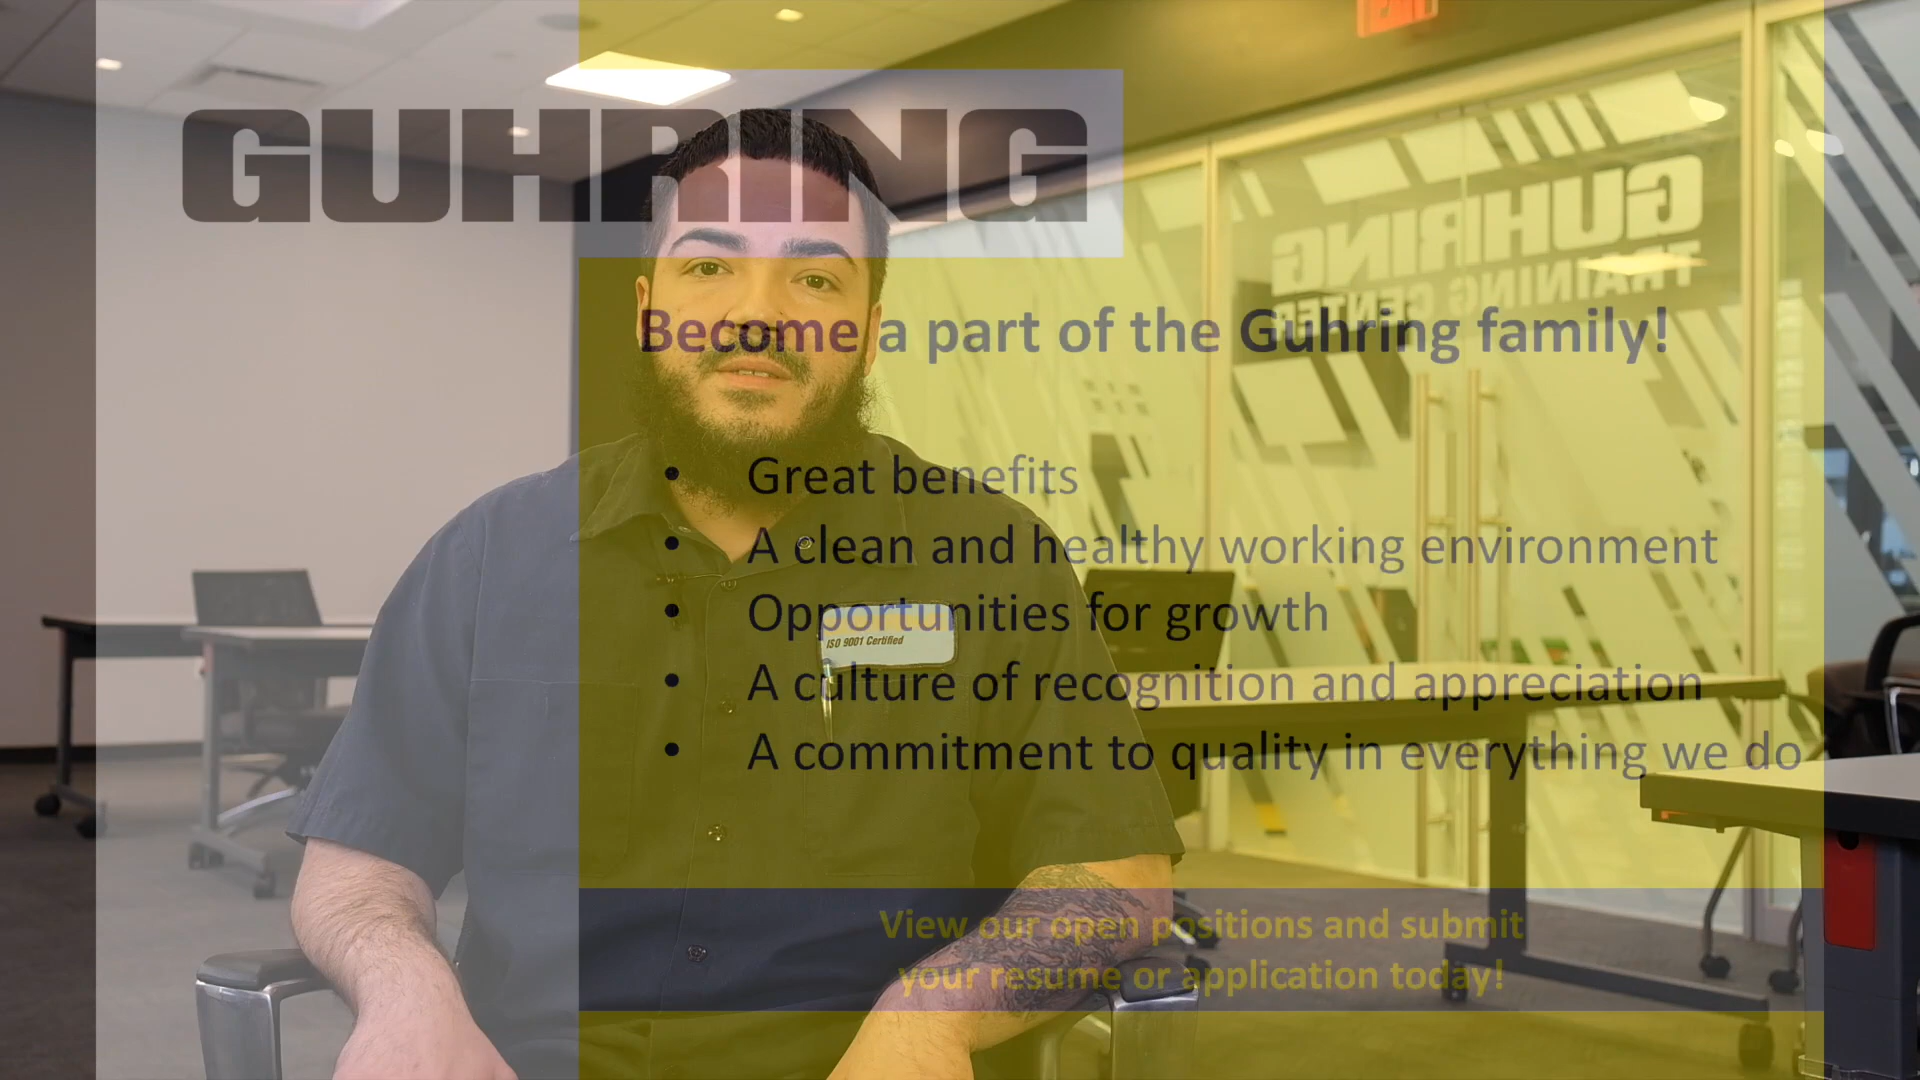 EXIT
GUHRING
GUHRING
TRAINING CENTER
Become a part of the Guhring family!
• Great benefits
• A clean and healthy working environment
• Opportunities for growth
ISO 9001 Certified
• A culture of recognition and appreciation
• A commitment to quality in everything we do
View our open positions and submit
your resume or application today!